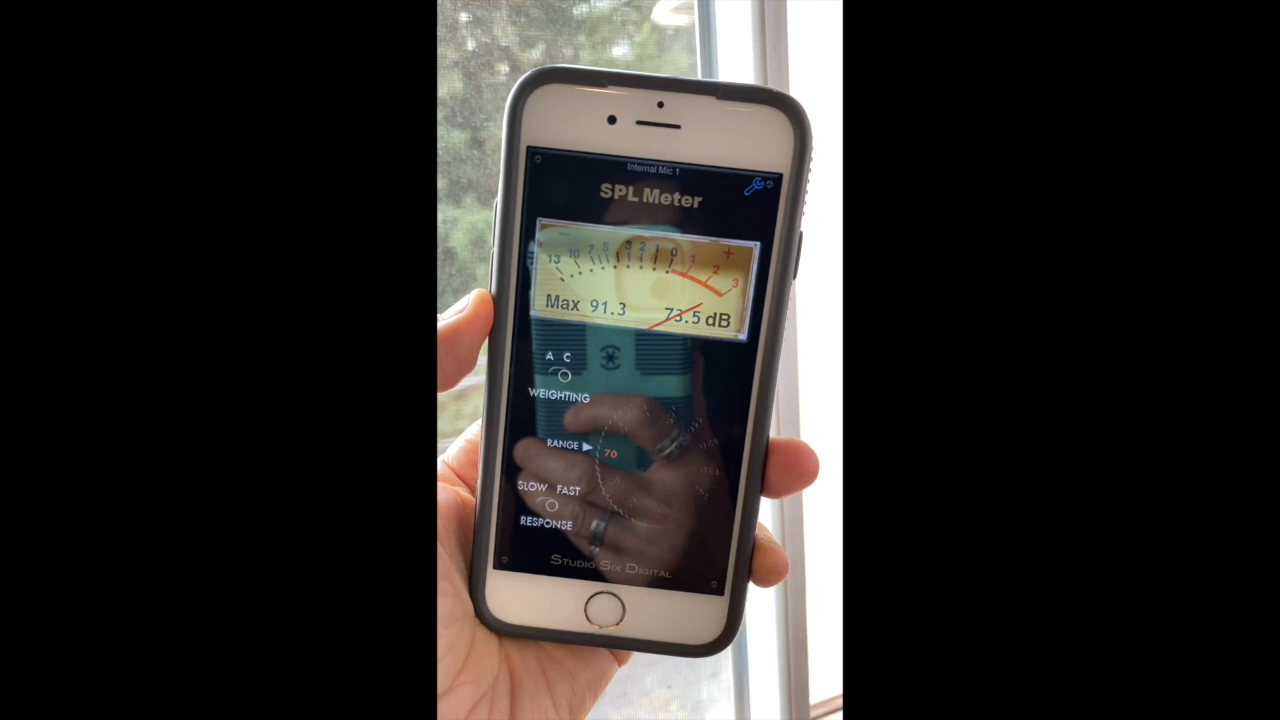 Internal Mic 1
SPL Meter
− +
13 10 7 5 3 2 1 0 1 2 3
Max 91.3 73.5 dB
A C
WEIGHTING
RANGE ▶ 70
SLOW FAST
RESPONSE
STUDIO SIX DIGITAL